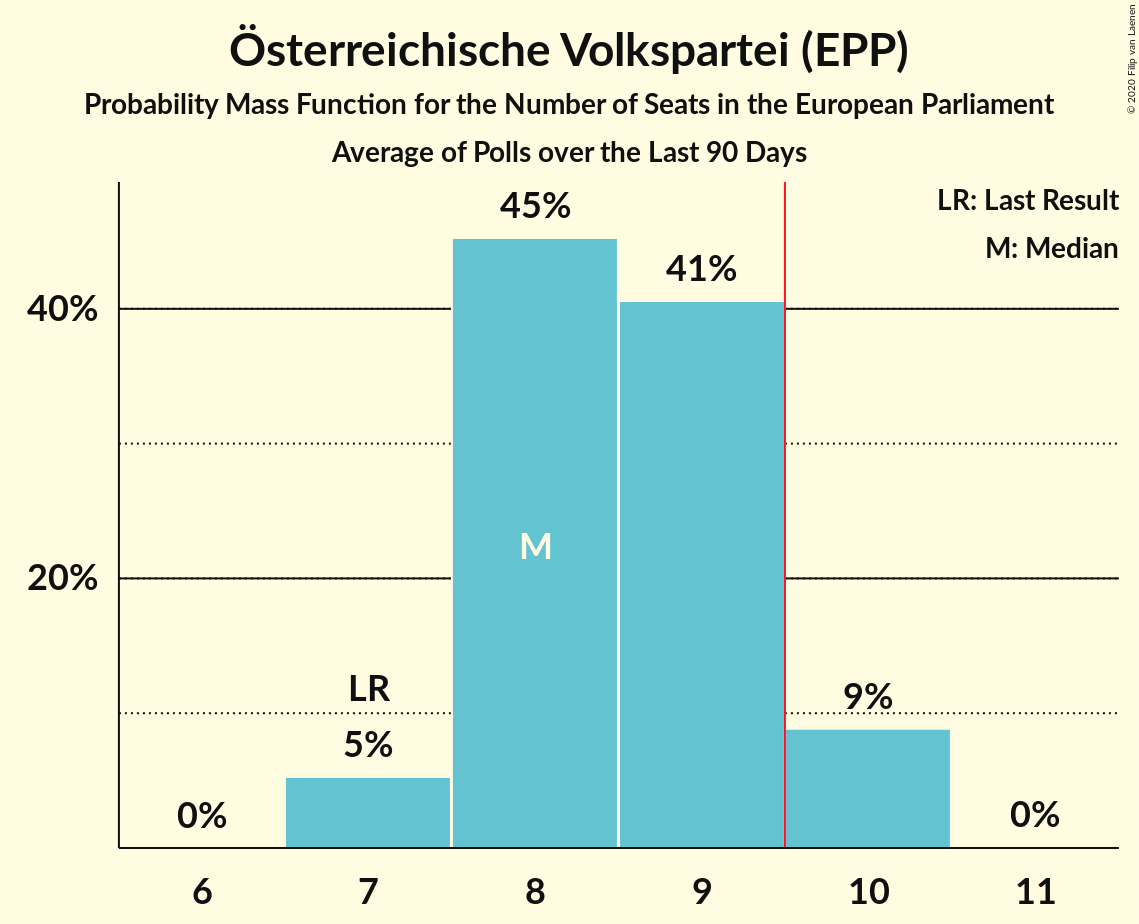 Österreichische Volkspartei (EPP)
Probability Mass Function for the Number of Seats in the European Parliament
Average of Polls over the Last 90 Days
© 2020 Filip van Laenen
LR: Last Result
M: Median
45%
41%
40%
M
20%
LR
9%
5%
0%
0%
6
7
8
9
10
11